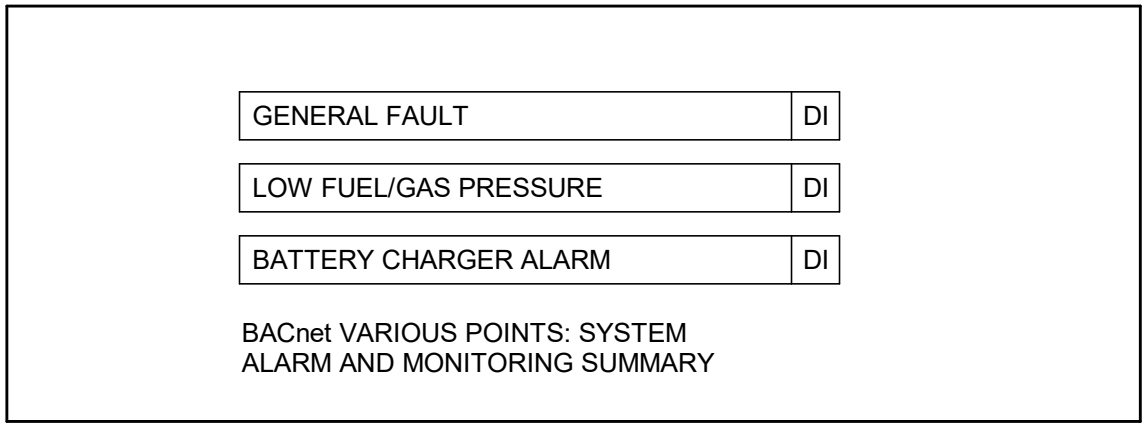 GENERAL FAULT DI
LOW FUEL/GAS PRESSURE DI
BATTERY CHARGER ALARM DI
BACnet VARIOUS POINTS: SYSTEM
ALARM AND MONITORING SUMMARY